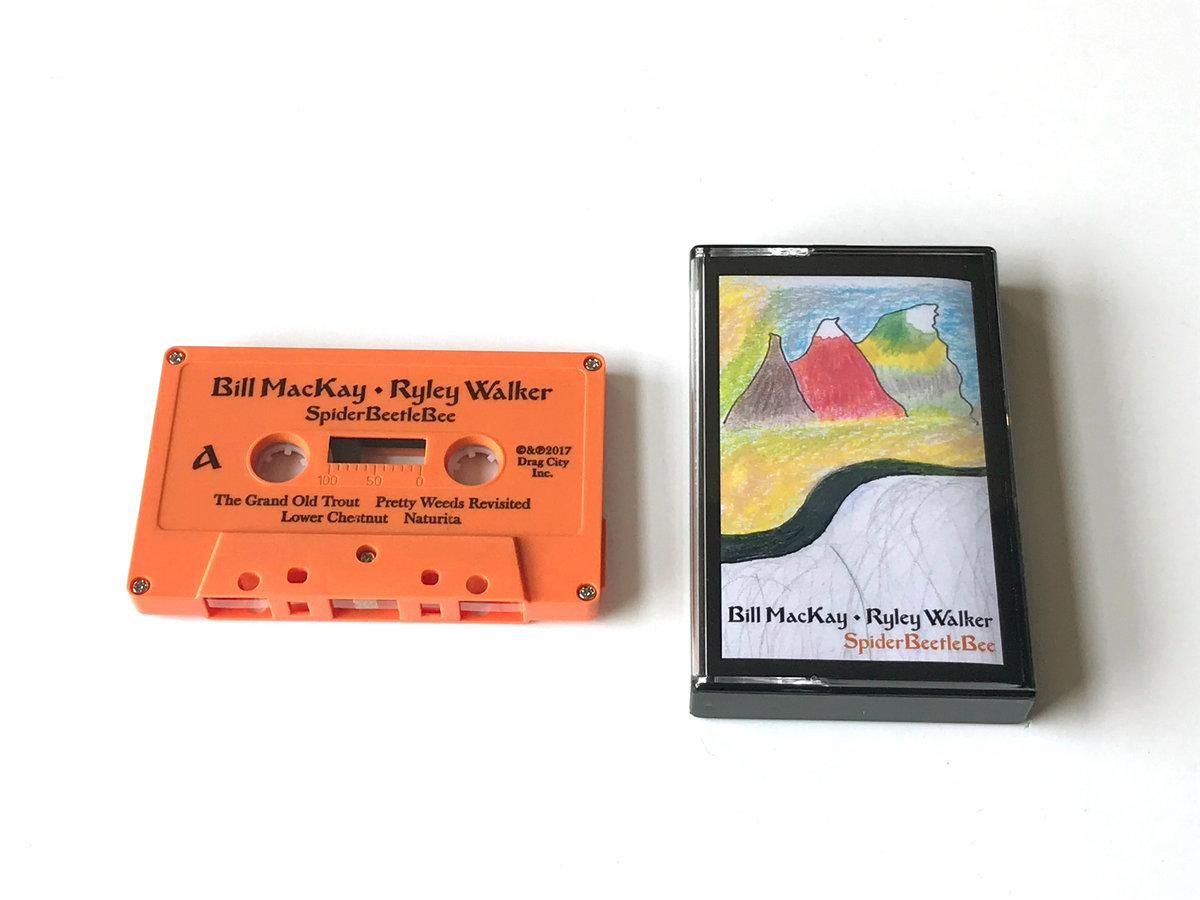 Bill MacKay • Ryley Walker
SpiderBeetleBee
A
©&℗2017
Drag City
Inc.
100 50 0
The Grand Old Trout Pretty Weeds Revisited
Lower Chestnut Naturita
Bill MacKay • Ryley Walker
SpiderBeetleBee